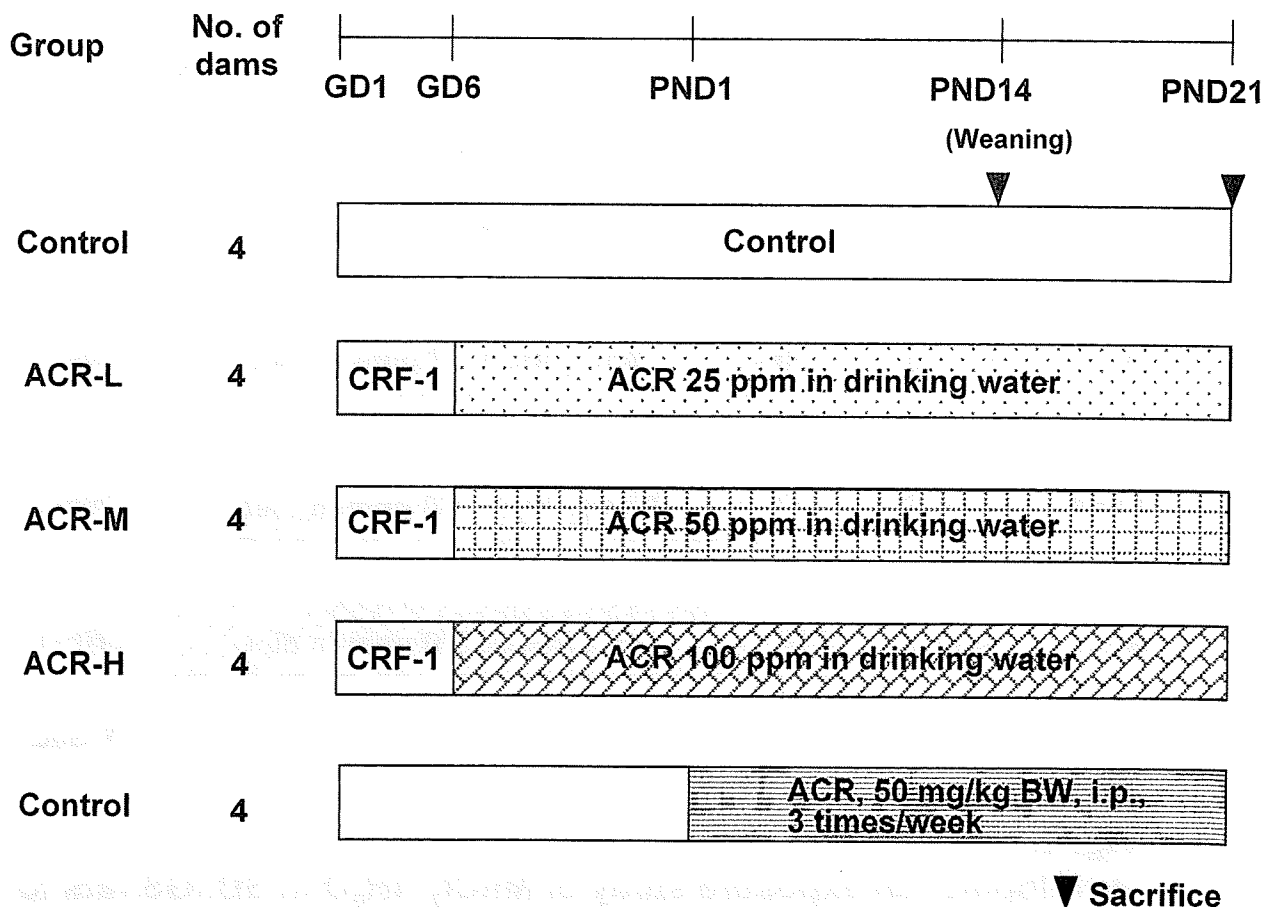 Group
No. of
dams
GD1 GD6 PND1 PND14 PND21
(Weaning)
Control 4 Control
ACR-L 4 CRF-1 ACR 25 ppm in drinking water
ACR-M 4 CRF-1 ACR 50 ppm in drinking water
ACR-H 4 CRF-1 ACR 100 ppm in drinking water
Control 4 ACR, 50 mg/kg BW, i.p.,
3 times/week
Sacrifice